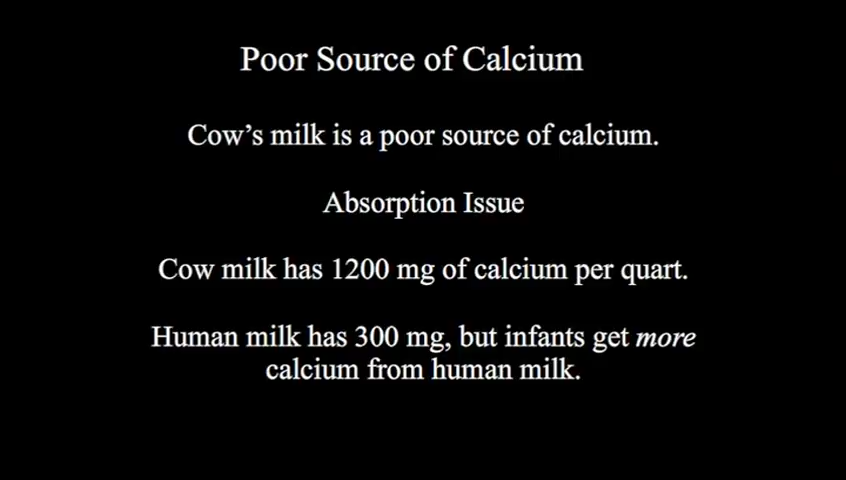 Poor Source of Calcium
Cow’s milk is a poor source of calcium.
Absorption Issue
Cow milk has 1200 mg of calcium per quart.
Human milk has 300 mg, but infants get more
calcium from human milk.